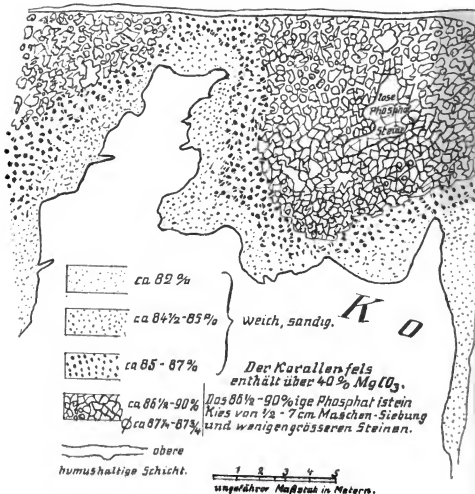 lose
Phosphat
steine
ca 82 %
ca 84½-85 %
ca 85-87%
weich, sandig.
K o
Der Korallenfels
enthält über 40% MgCO₃.
ca 86½-90%
Ø ca 87¼-87¾
Das 86½-90%ige Phosphat ist ein
Kies von ½-7cm Maschen-Siebung
und wenigen grösseren Steinen.
obere
humushaltige Schicht.
1 2 3 4 5
ungefährer Maßstab in Metern.